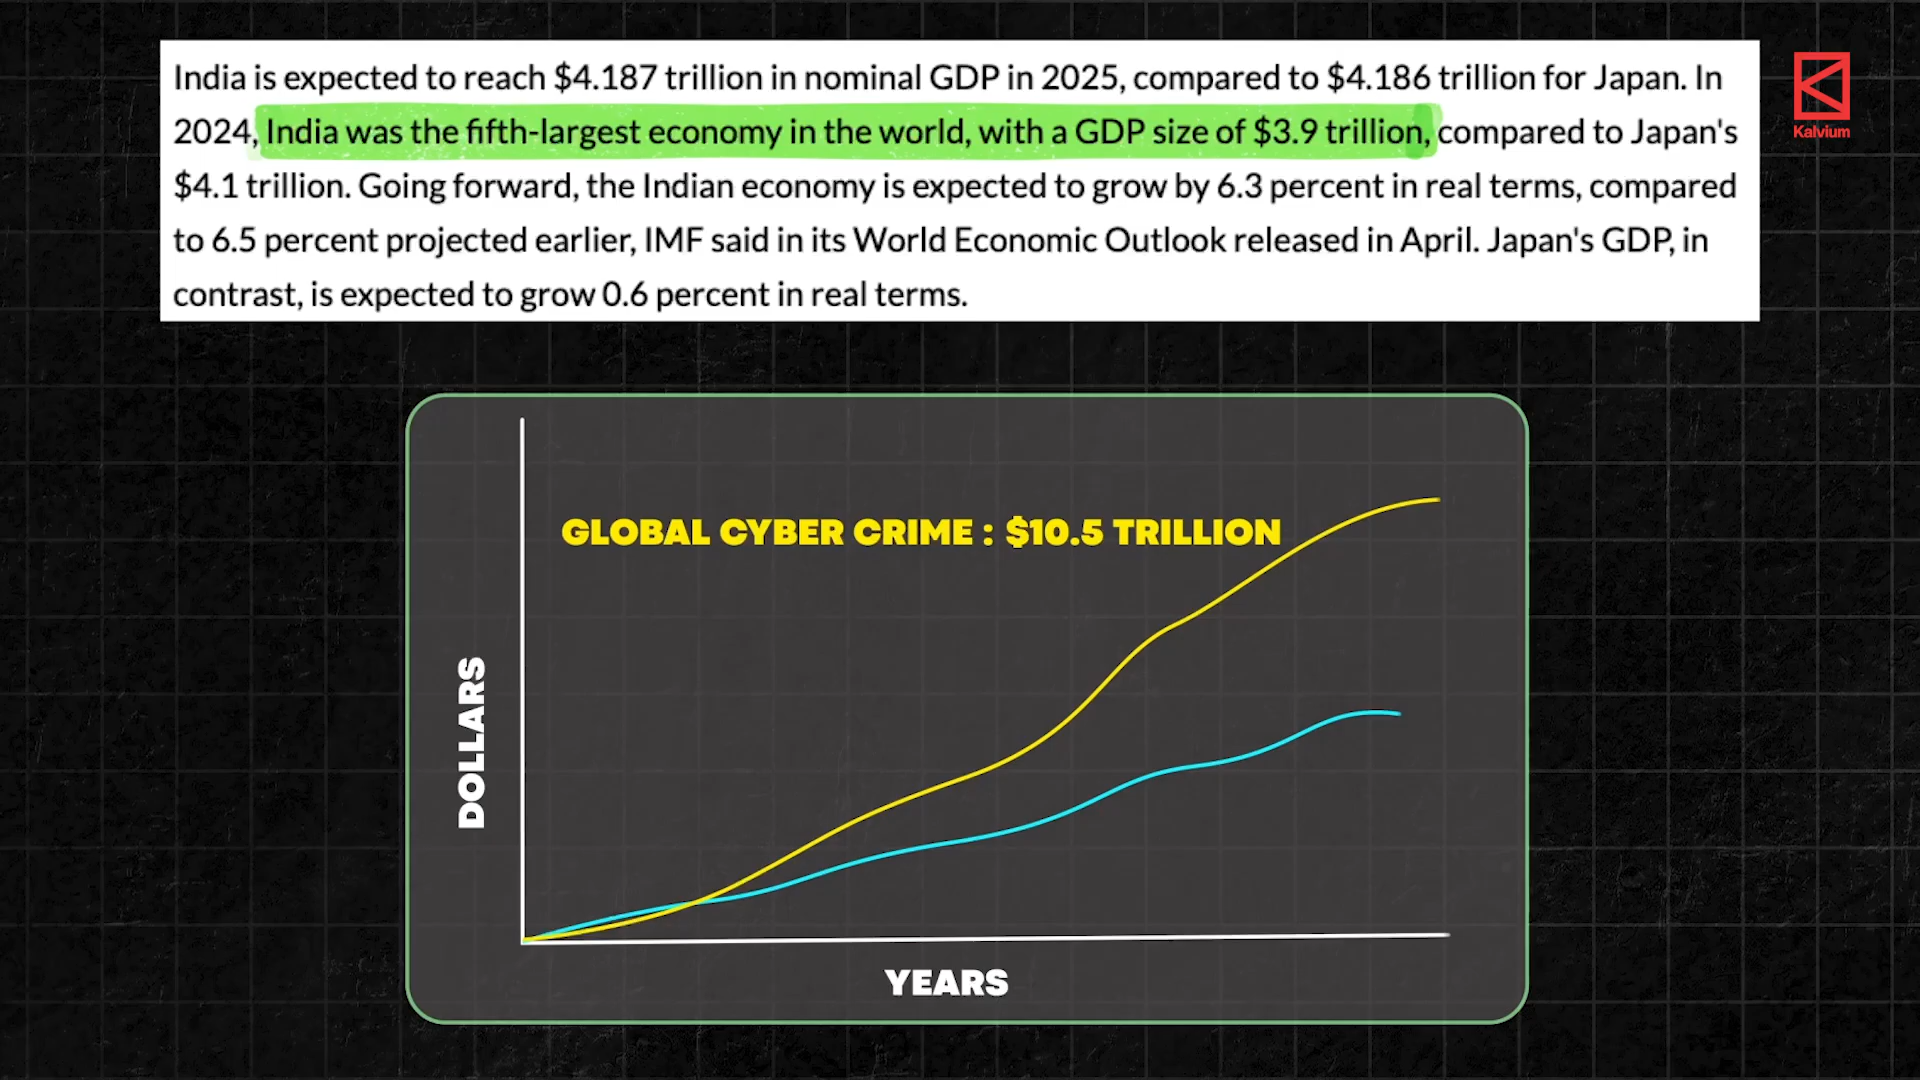 India is expected to reach $4.187 trillion in nominal GDP in 2025, compared to $4.186 trillion for Japan. In
2024, India was the fifth-largest economy in the world, with a GDP size of $3.9 trillion, compared to Japan's
$4.1 trillion. Going forward, the Indian economy is expected to grow by 6.3 percent in real terms, compared
to 6.5 percent projected earlier, IMF said in its World Economic Outlook released in April. Japan's GDP, in
contrast, is expected to grow 0.6 percent in real terms.
Kalvium
GLOBAL CYBER CRIME : $10.5 TRILLION
DOLLARS
YEARS